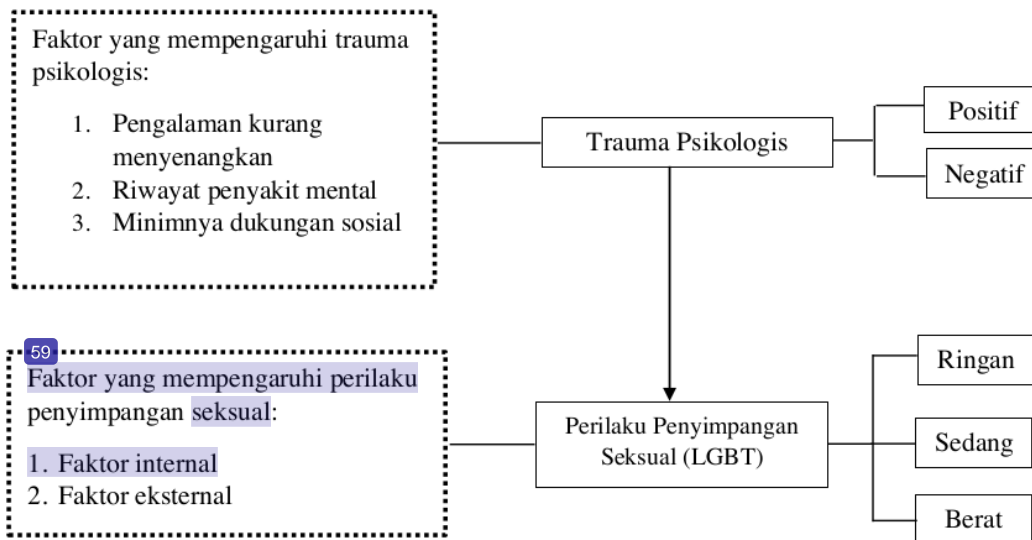 Faktor yang mempengaruhi trauma
psikologis:
1. Pengalaman kurang
menyenangkan
2. Riwayat penyakit mental
3. Minimnya dukungan sosial
Trauma Psikologis
Positif
Negatif
59
Faktor yang mempengaruhi perilaku
penyimpangan seksual:
1. Faktor internal
2. Faktor eksternal
Perilaku Penyimpangan
Seksual (LGBT)
Ringan
Sedang
Berat